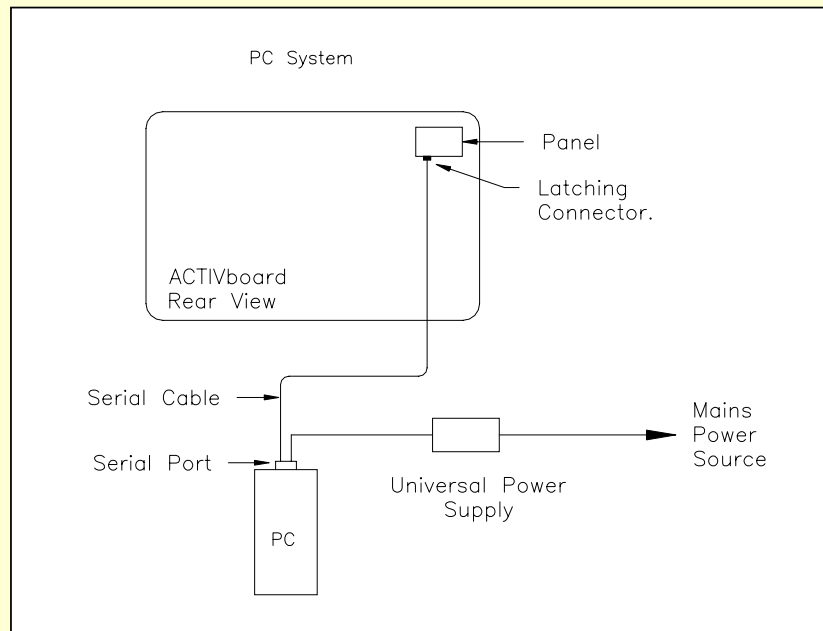 PC System
Panel
Latching
Connector.
ACTIVboard
Rear View
Serial Cable
Serial Port
Mains
Power
Source
Universal Power
Supply
PC